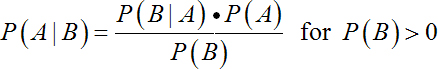 P(A|B) = P(B|A)•P(A) / P(B) for P(B) > 0